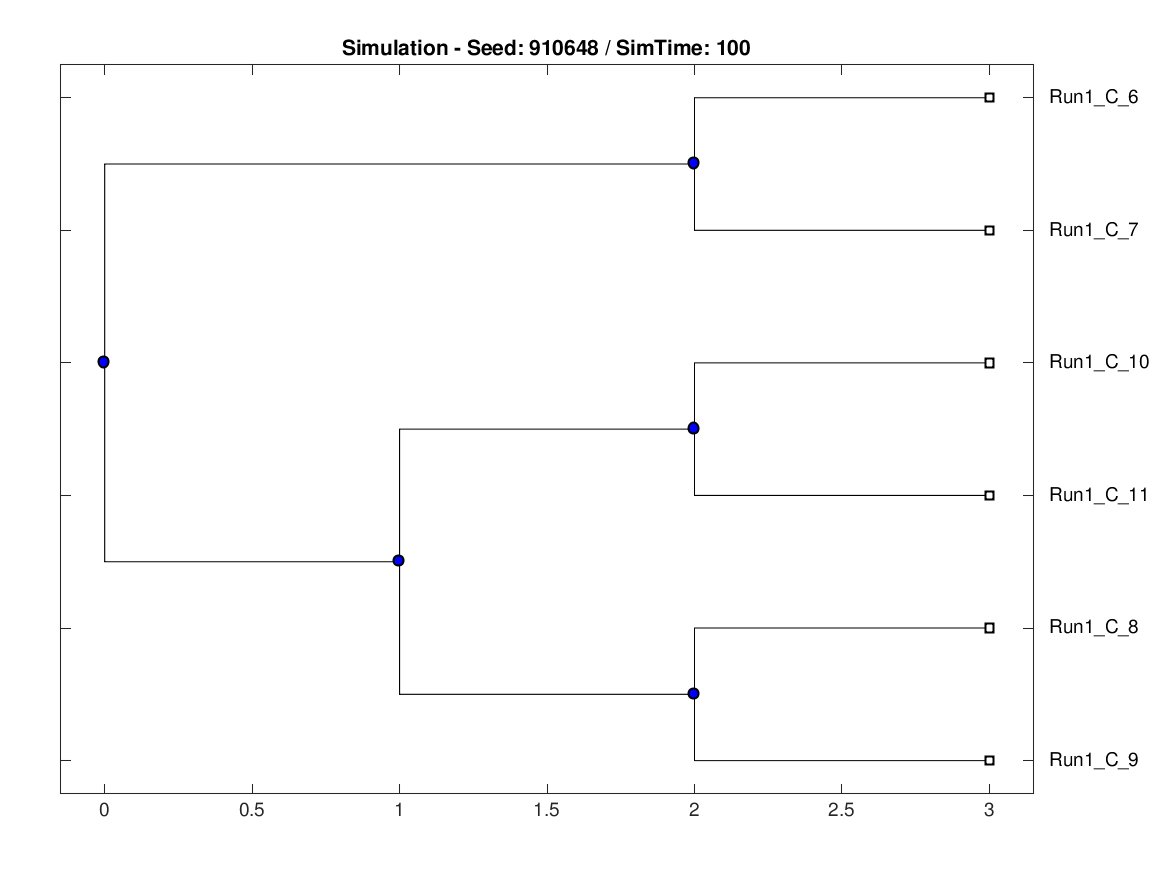 Simulation - Seed: 910648 / SimTime: 100
Run1_C_6
Run1_C_7
Run1_C_10
Run1_C_11
Run1_C_8
Run1_C_9
0 0.5 1 1.5 2 2.5 3